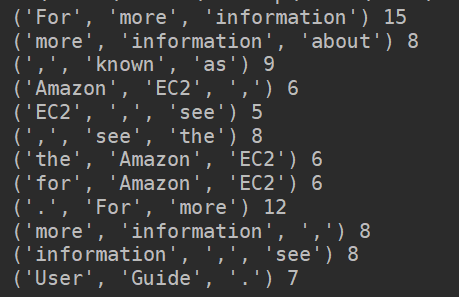 ('For', 'more', 'information') 15
('more', 'information', 'about') 8
(',', 'known', 'as') 9
('Amazon', 'EC2', ',') 6
('EC2', ',', 'see') 5
(',', 'see', 'the') 8
('the', 'Amazon', 'EC2') 6
('for', 'Amazon', 'EC2') 6
('.', 'For', 'more') 12
('more', 'information', ',') 8
('information', ',', 'see') 8
('User', 'Guide', '.') 7